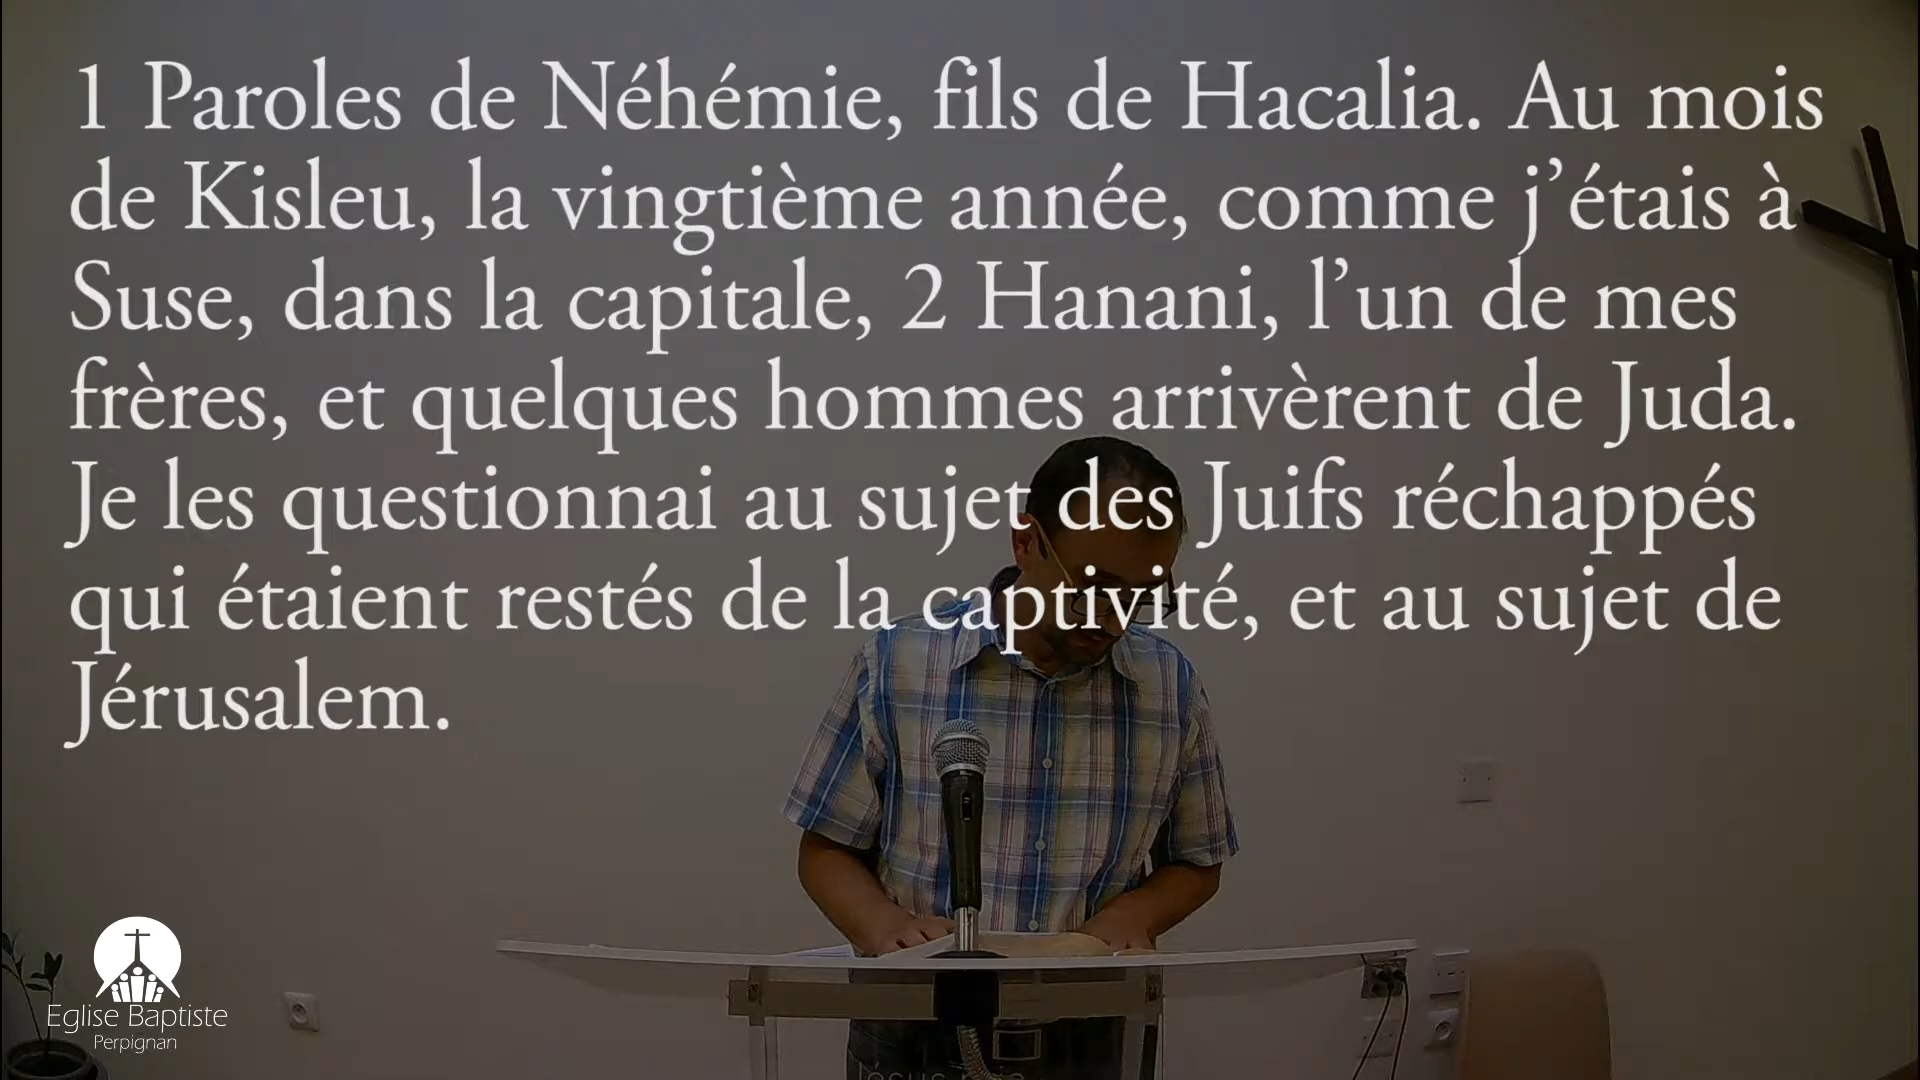 1 Paroles de Néhémie, fils de Hacalia. Au mois
de Kisleu, la vingtième année, comme j’étais à
Suse, dans la capitale, 2 Hanani, l’un de mes
frères, et quelques hommes arrivèrent de Juda.
Je les questionnai au sujet des Juifs réchappés
qui étaient restés de la captivité, et au sujet de
Jérusalem.
Eglise Baptiste
Perpignan